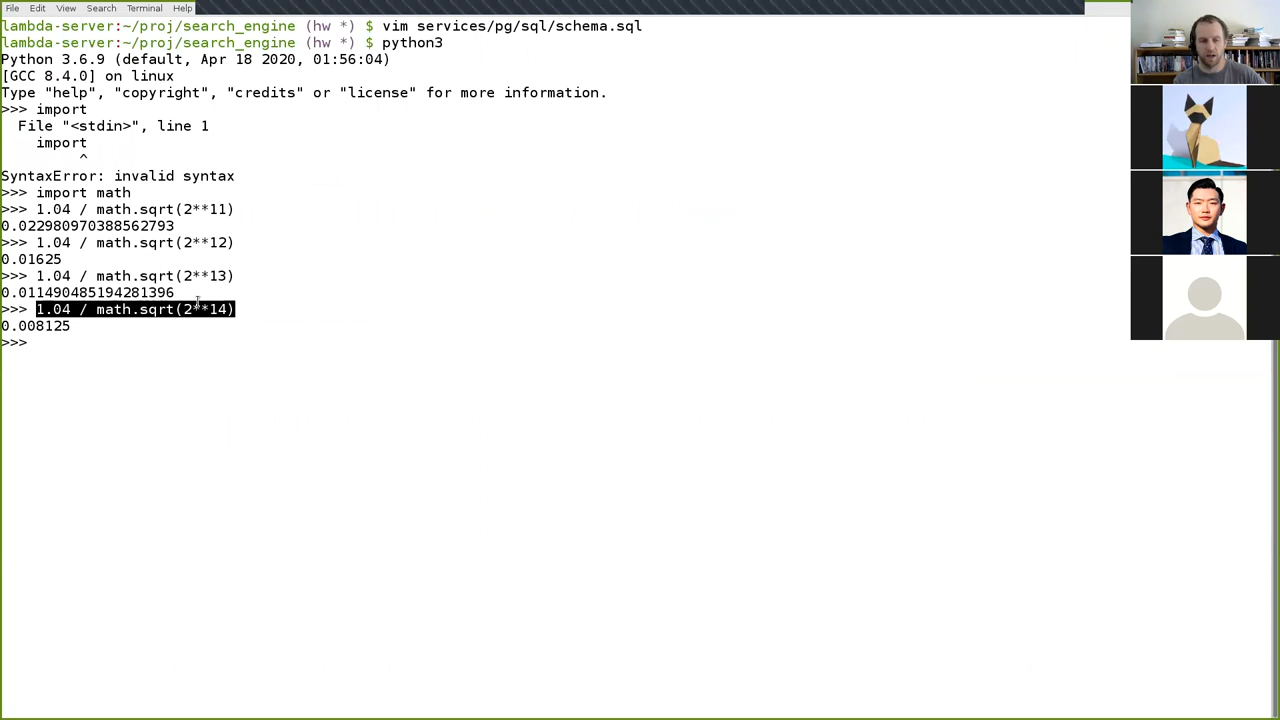 File Edit View Search Terminal Help
lambda-server:~/proj/search_engine (hw *) $ vim services/pg/sql/schema.sql
lambda-server:~/proj/search_engine (hw *) $ python3
Python 3.6.9 (default, Apr 18 2020, 01:56:04)
[GCC 8.4.0] on linux
Type "help", "copyright", "credits" or "license" for more information.
>>> import
  File "<stdin>", line 1
    import
         ^
SyntaxError: invalid syntax
>>> import math
>>> 1.04 / math.sqrt(2**11)
0.022980970388562793
>>> 1.04 / math.sqrt(2**12)
0.01625
>>> 1.04 / math.sqrt(2**13)
0.011490485194281396
>>> 1.04 / math.sqrt(2**14)
0.008125
>>>